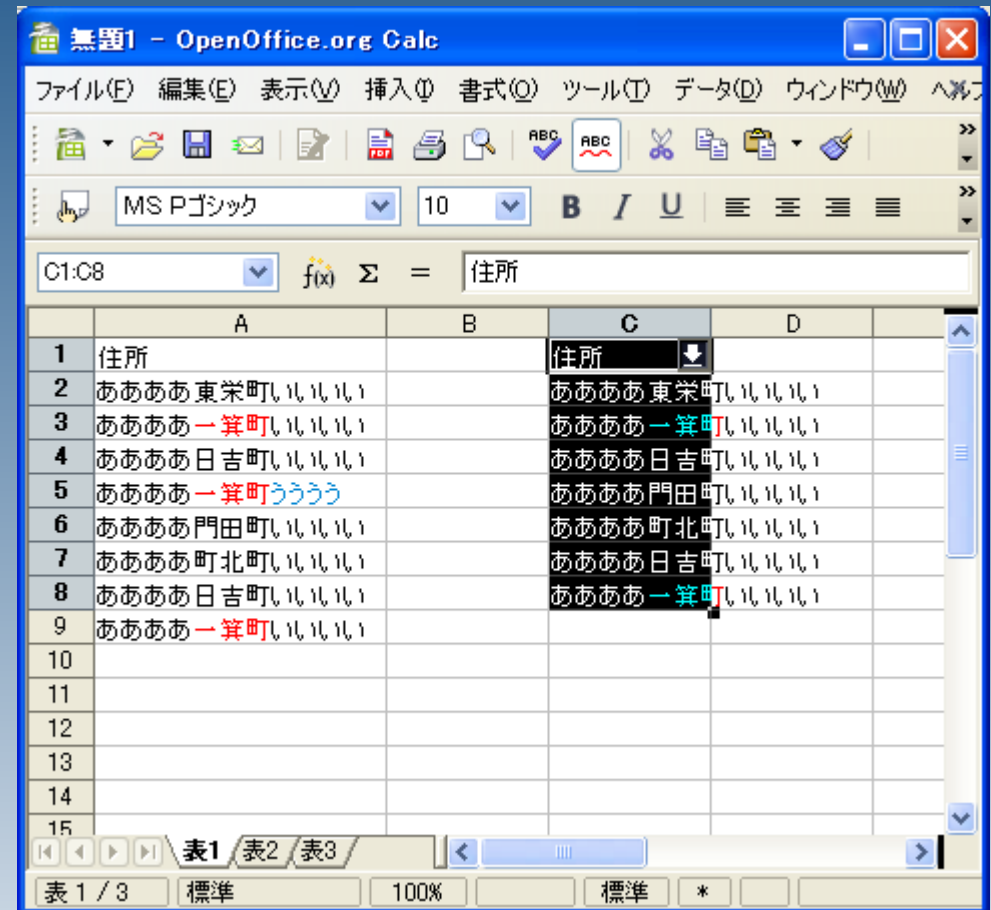 無題1 - OpenOffice.org Calc
ファイル(F) 編集(E) 表示(V) 挿入(I) 書式(O) ツール(T) データ(D) ウィンドウ(W)
PDF ABC ABC
MS Pゴシック 10 B I U
C1:C8 f(x) Σ = 住所
A B C D
1 住所 住所
2 ああああ東栄町いいいい ああああ東栄町いいいい
3 ああああ一箕町いいいい ああああ一箕町いいいい
4 ああああ日吉町いいいい ああああ日吉町いいいい
5 ああああ一箕町うううう ああああ門田町いいいい
6 ああああ門田町いいいい ああああ町北町いいいい
7 ああああ町北町いいいい ああああ日吉町いいいい
8 ああああ日吉町いいいい ああああ一箕町いいいい
9 ああああ一箕町いいいい
10
11
12
13
14
15
表1 表2 表3
表 1 / 3 標準 100% 標準 *